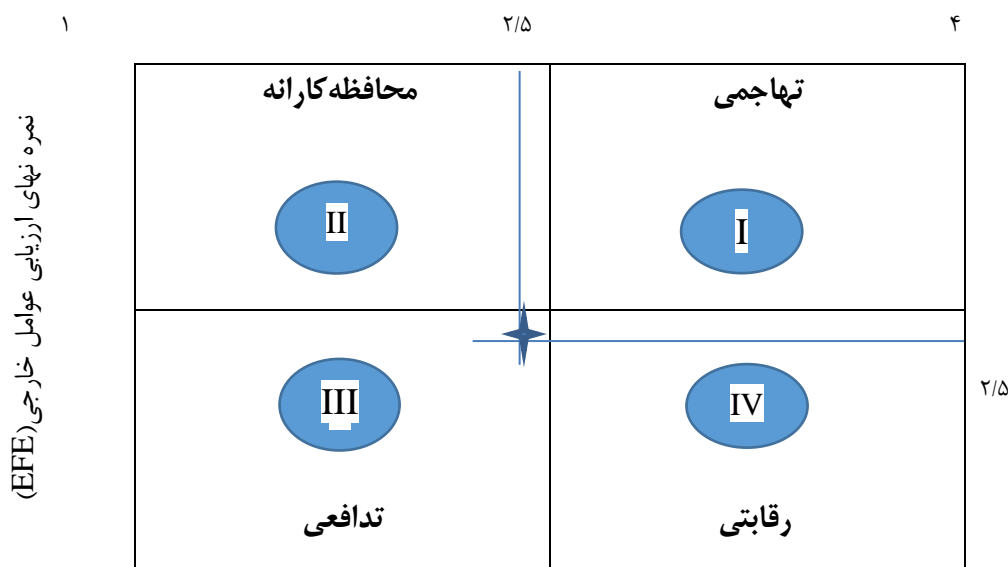 ۱ ۲/۵ ۴
محافظه‌کارانه تهاجمی
II I
نمره نهای ارزیابی عوامل خارجی(EFE)
III IV
۲/۵
تدافعی رقابتی